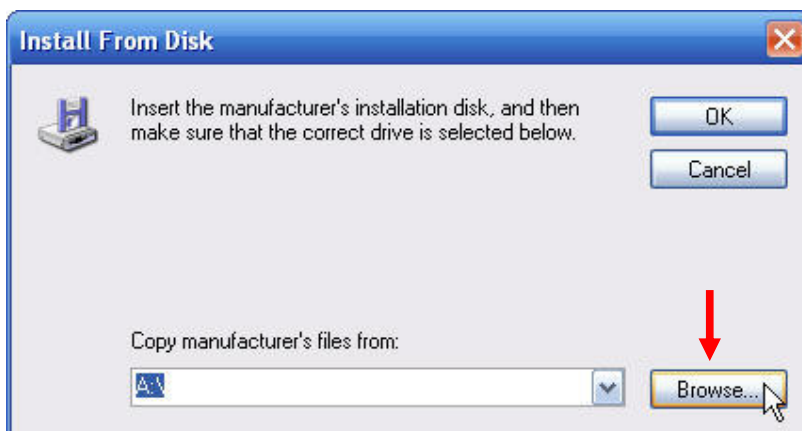 Install From Disk
Insert the manufacturer's installation disk, and then
make sure that the correct drive is selected below.
OK
Cancel
Copy manufacturer's files from:
A:\
Browse...